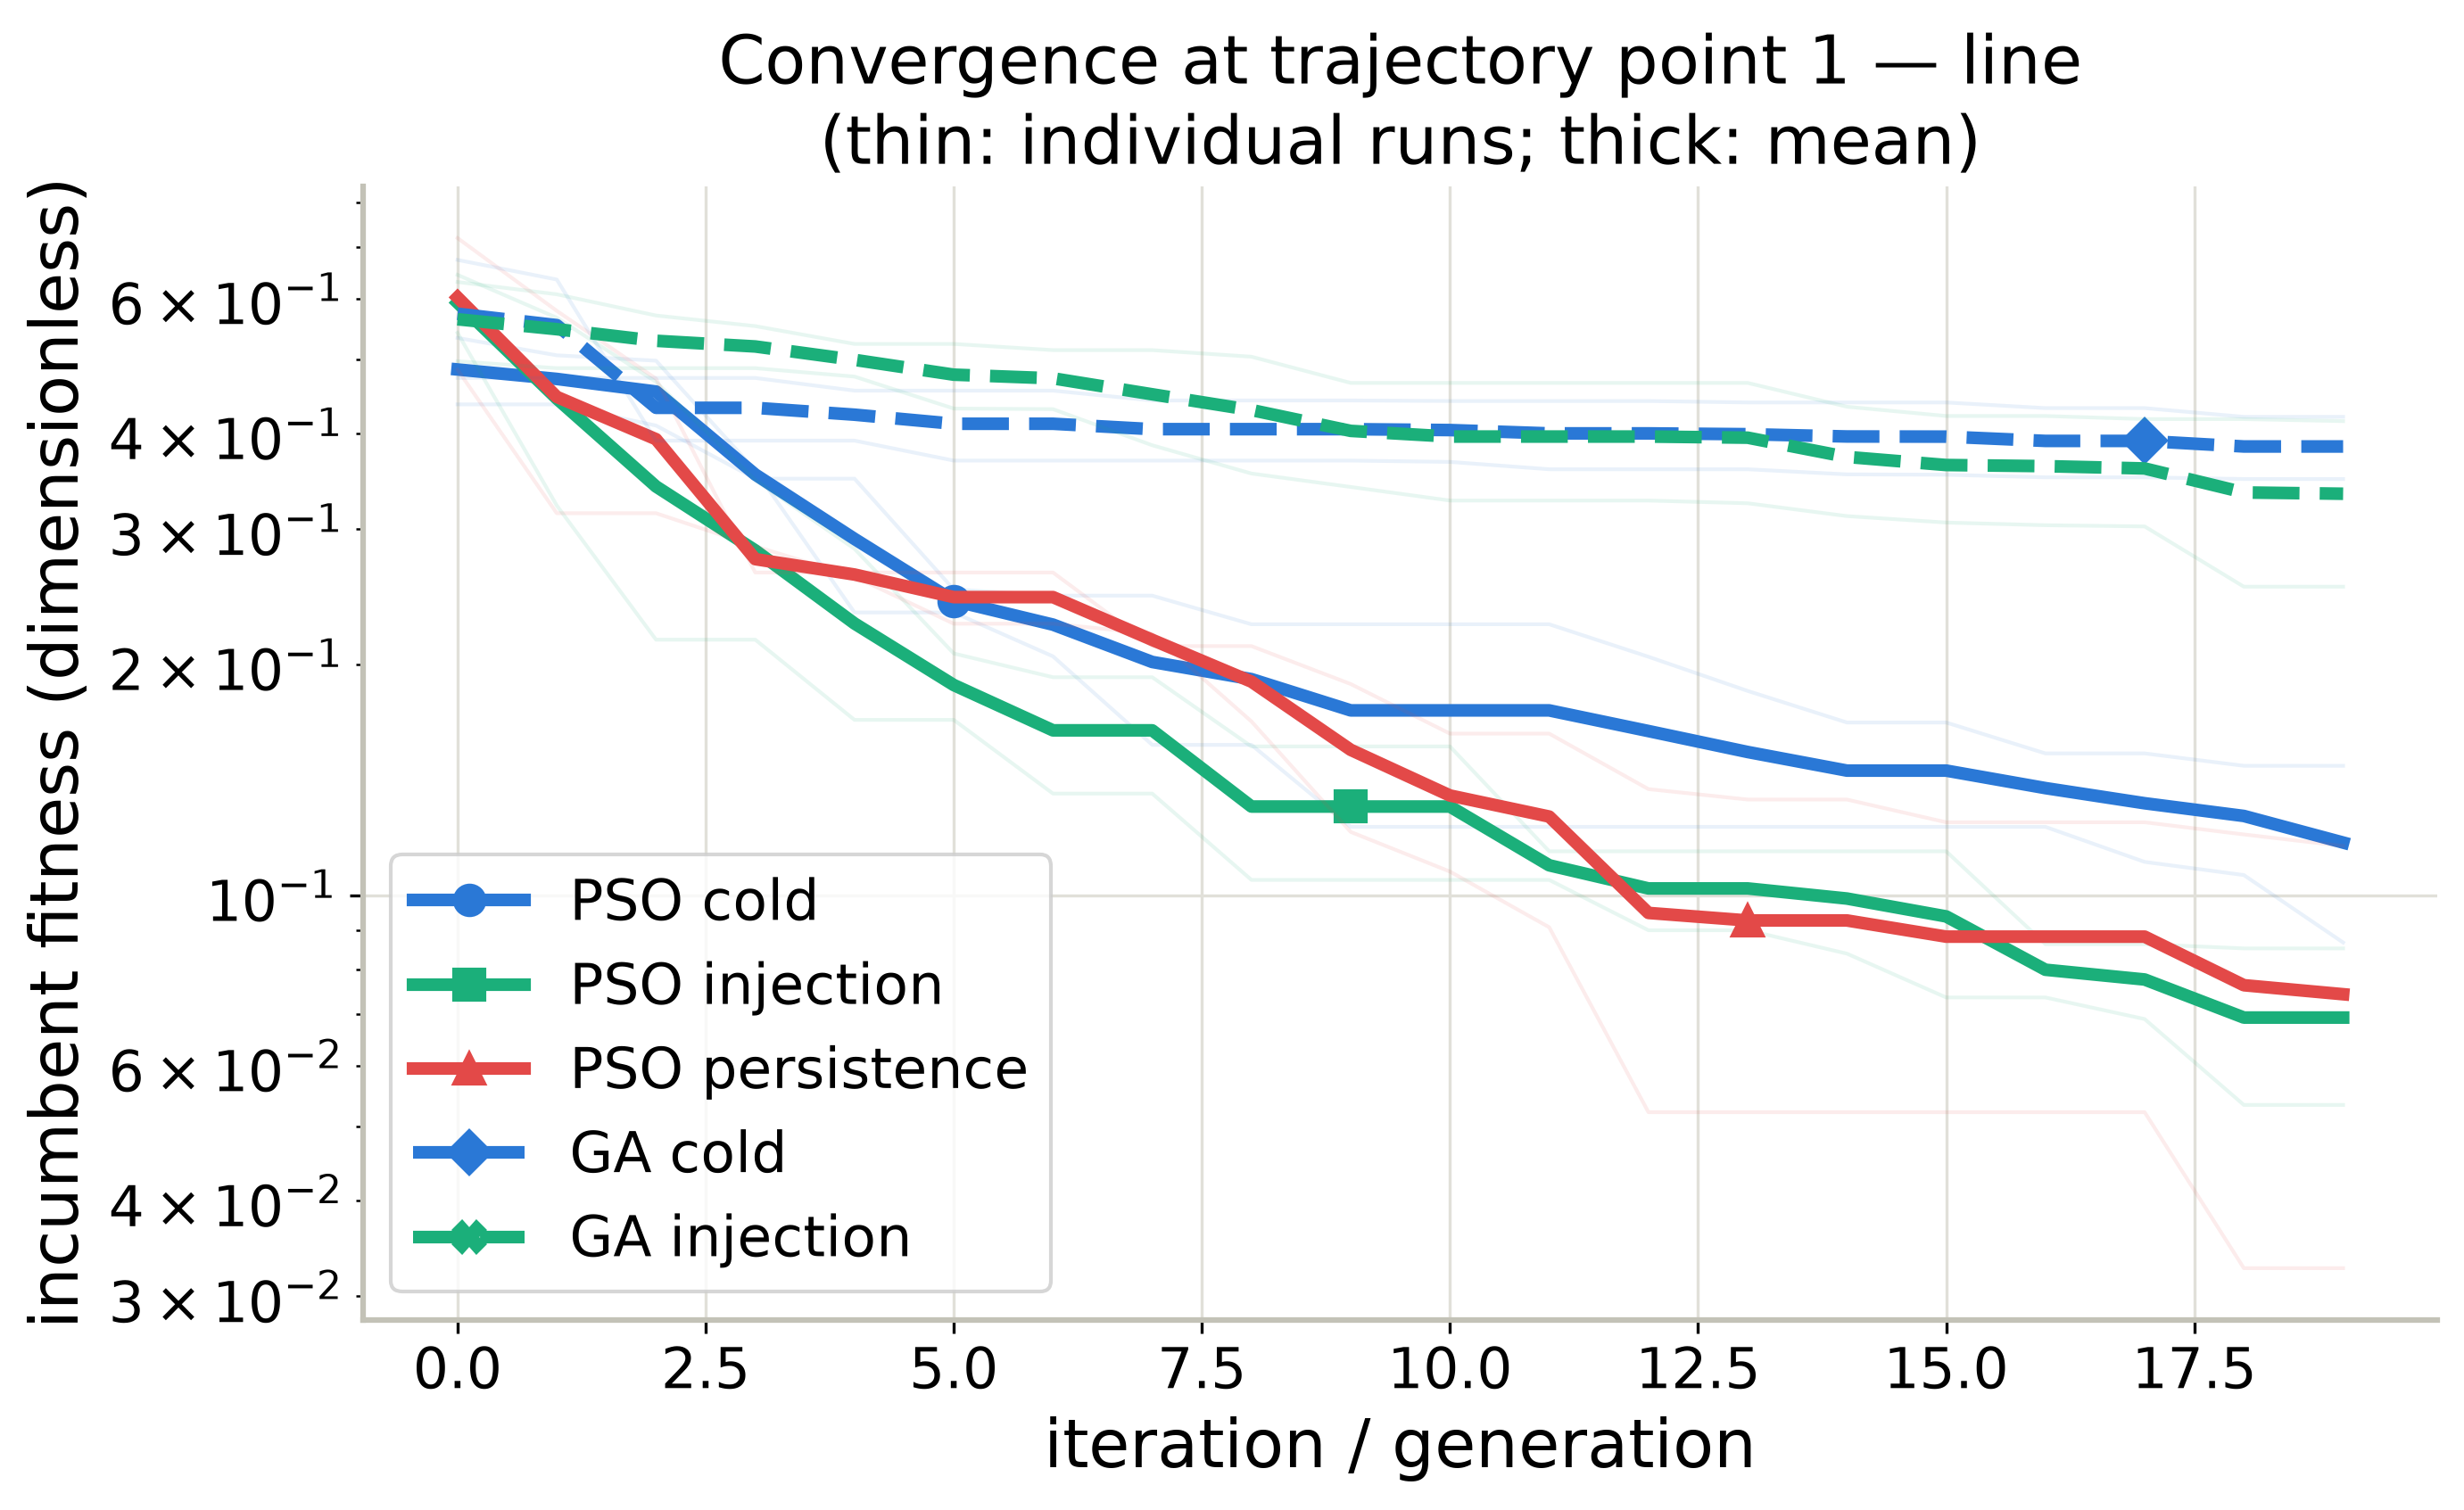 Convergence at trajectory point 1 — line
(thin: individual runs; thick: mean)
incumbent fitness (dimensionless)
6 × 10⁻¹
4 × 10⁻¹
3 × 10⁻¹
2 × 10⁻¹
10⁻¹
6 × 10⁻²
4 × 10⁻²
3 × 10⁻²
PSO cold
PSO injection
PSO persistence
GA cold
GA injection
0.0 2.5 5.0 7.5 10.0 12.5 15.0 17.5
iteration / generation